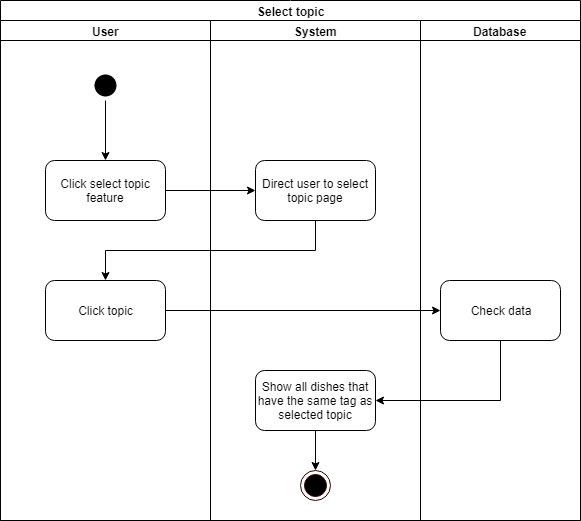 Select topic
User
System
Database
Click select topic
feature
Direct user to select
topic page
Click topic
Check data
Show all dishes that
have the same tag as
selected topic